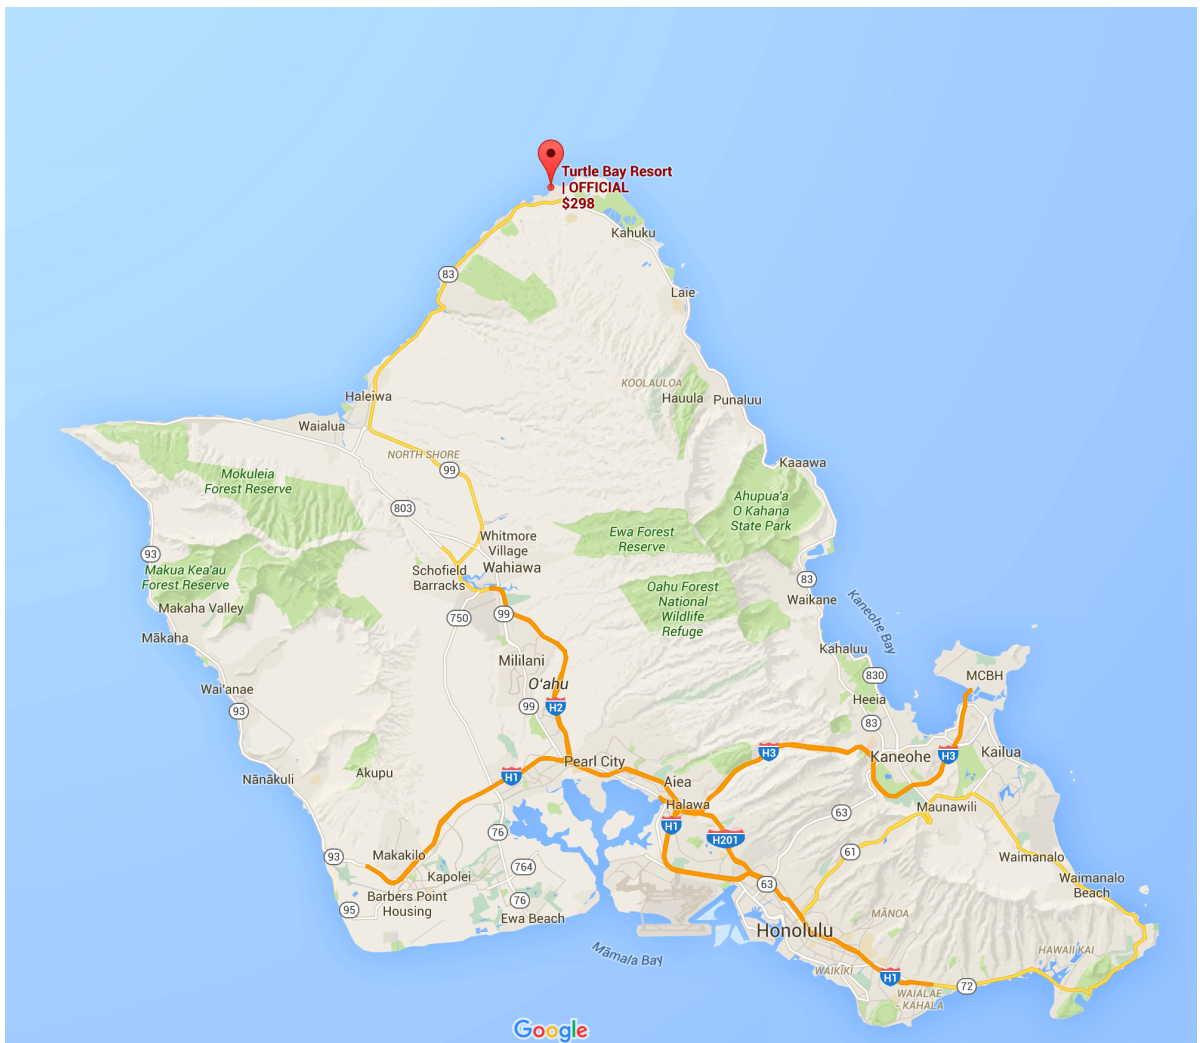 Turtle Bay Resort
| OFFICIAL
$298
Kahuku
83
Laie
KOOLAULOA
Haleiwa
Hauula
Punaluu
Waialua
NORTH SHORE
99
Kaaawa
Mokuleia
Forest Reserve
Ahupua'a
O Kahana
State Park
803
Ewa Forest
Reserve
Whitmore
Village
Wahiawa
93
Schofield
Barracks
Makua Kea'au
Forest Reserve
83
Oahu Forest
National
Wildlife
Refuge
Waikane
Kaneohe Bay
Makaha Valley
750
99
Mākaha
Kahaluu
Mililani
O'ahu
830
MCBH
Wai'anae
Heeia
93
99
H2
83
Kaneohe
H3
H3
Kailua
Pearl City
Nānākuli
Akupu
H1
Aiea
Halawa
Maunawili
63
H1
76
H201
61
Makakilo
93
764
Waimanalo
Kapolei
63
Waimanalo
Beach
Barbers Point
Housing
76
95
Ewa Beach
MĀNOA
Honolulu
Māmala Bay
HAWAII KAI
WAIKĪKĪ
H1
72
WAIALAE
- KAHALA
Google